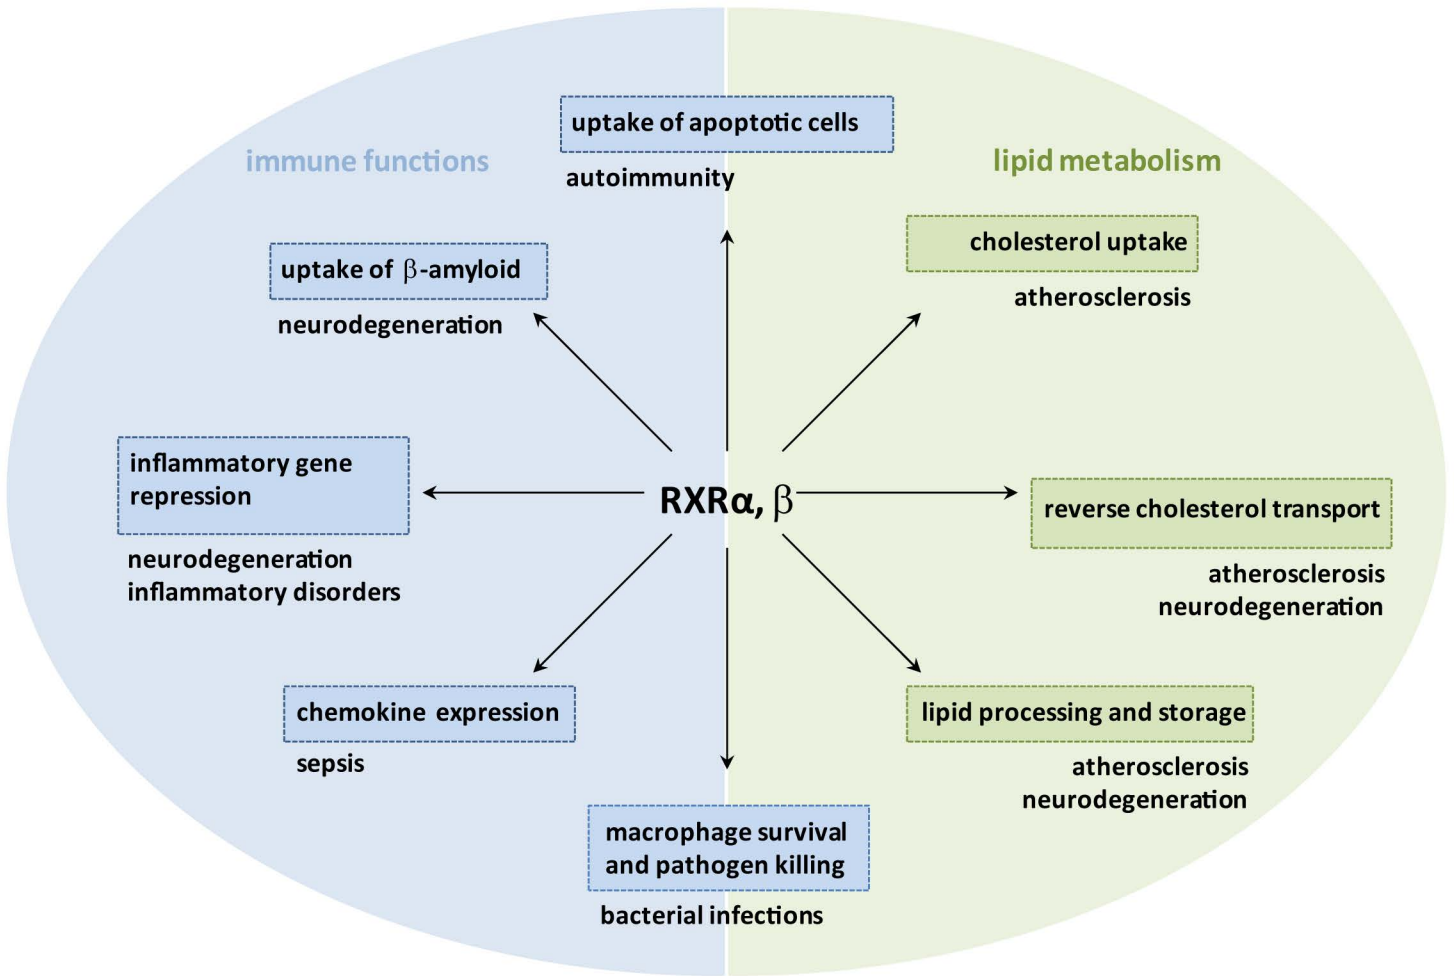 uptake of apoptotic cells
autoimmunity
immune functions
lipid metabolism
uptake of β-amyloid
neurodegeneration
cholesterol uptake
atherosclerosis
inflammatory gene
repression
neurodegeneration
inflammatory disorders
RXRα, β
reverse cholesterol transport
atherosclerosis
neurodegeneration
chemokine expression
sepsis
lipid processing and storage
atherosclerosis
neurodegeneration
macrophage survival
and pathogen killing
bacterial infections